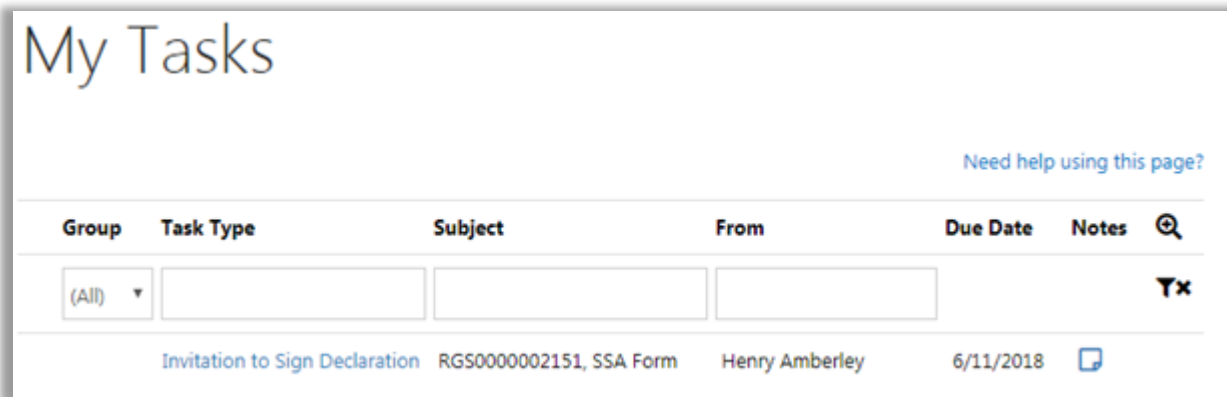 My Tasks
Need help using this page?
Group Task Type Subject From Due Date Notes
(All)
Invitation to Sign Declaration RGS0000002151, SSA Form Henry Amberley 6/11/2018